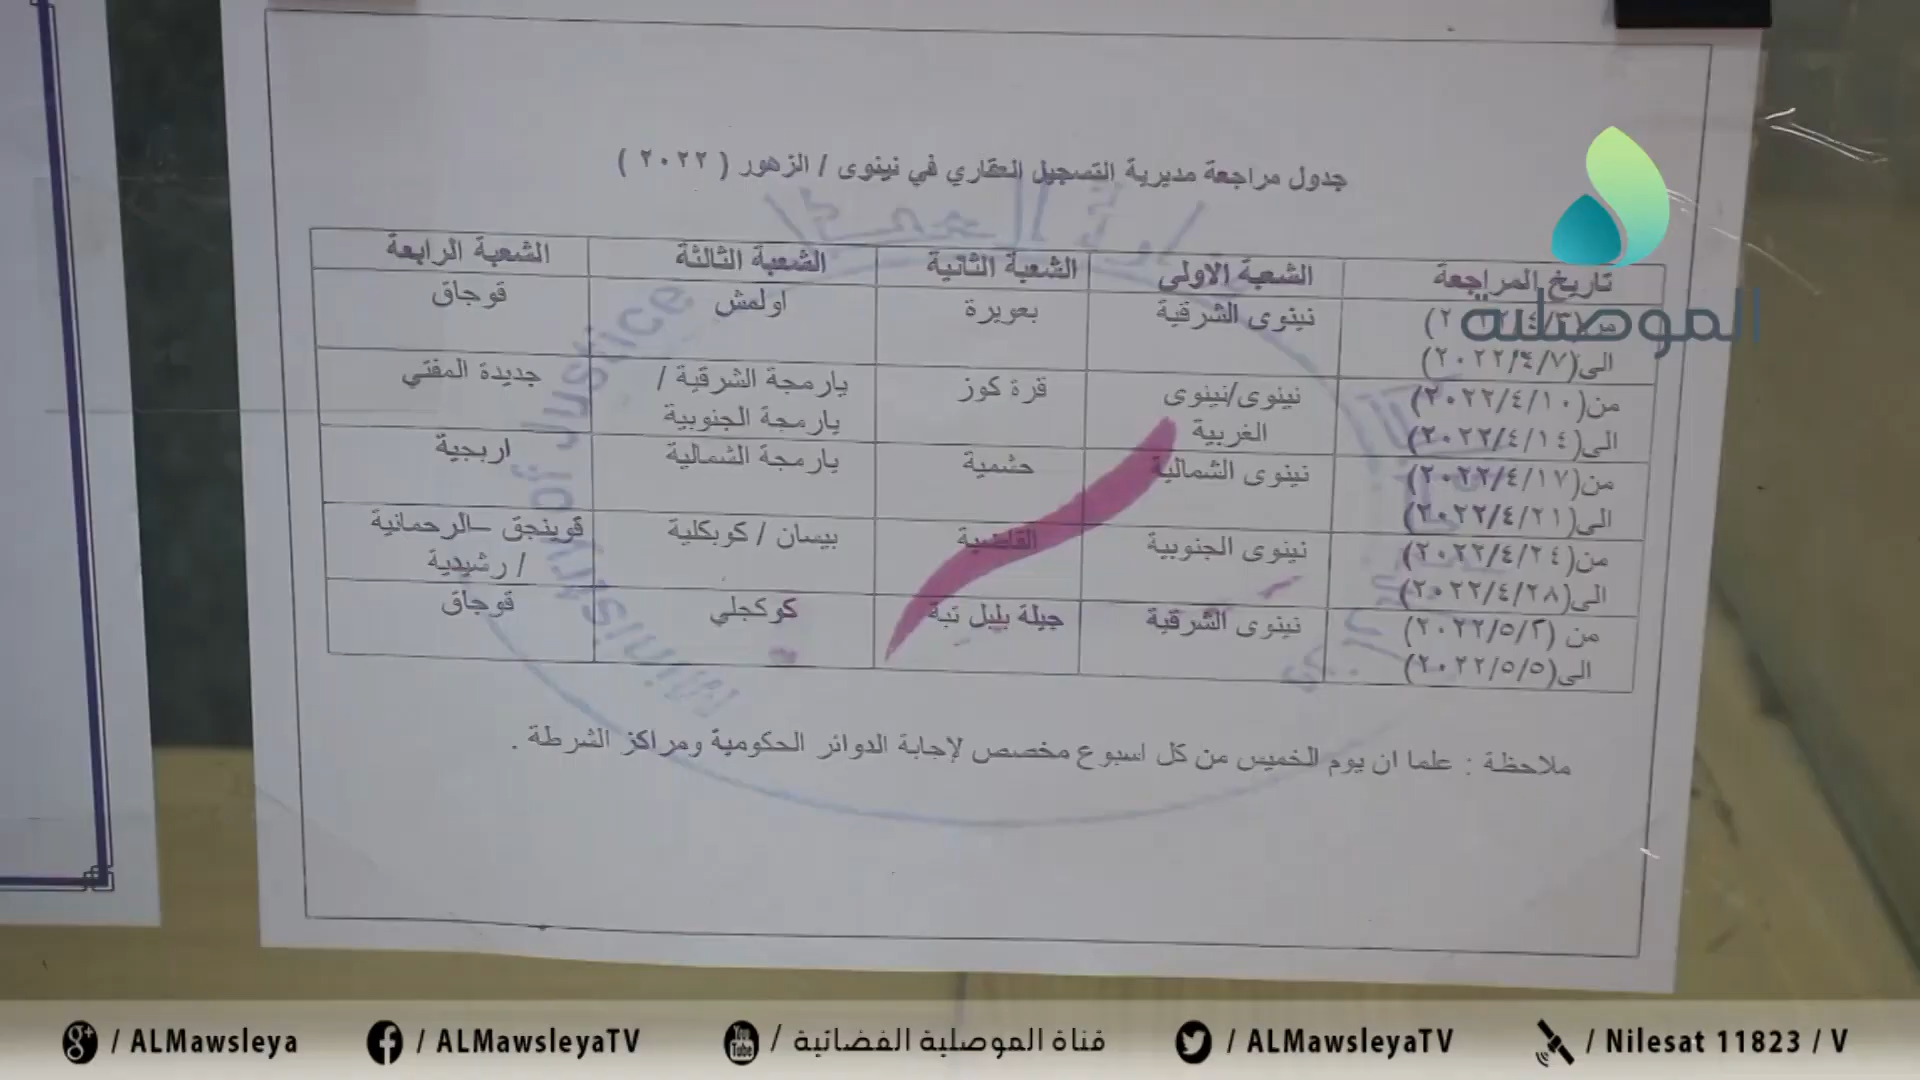 جدول مراجعة مديرية التسجيل العقاري في نينوى / الزهور ( ٢٠٢٢ )
تاريخ المراجعة الشعبة الاولى الشعبة الثانية الشعبة الثالثة الشعبة الرابعة
نينوى الشرقية بعويرة اولمش قوجاق
الى(٢٠٢٢/٤/٧)
من(٢٠٢٢/٤/١٠) نينوى/نينوى قرة كوز يارمجة الشرقية / جديدة المفتي
الى(٢٠٢٢/٤/١٤) الغربية يارمجة الجنوبية
من(٢٠٢٢/٤/١٧) نينوى الشمالية حشمية يارمجة الشمالية اربجية
الى(٢٠٢٢/٤/٢١)
من(٢٠٢٢/٤/٢٤) نينوى الجنوبية القاضية بيسان / كوبكلية قوينجق –الرحمانية
الى(٢٠٢٢/٤/٢٨) / رشيدية
من (٢٠٢٢/٥/٢) نينوى الشرقية جيلة بليل تبة كوكجلي قوجاق
الى(٢٠٢٢/٥/٥)
ملاحظة : علما ان يوم الخميس من كل اسبوع مخصص لإجابة الدوائر الحكومية ومراكز الشرطة .
Ministry of Justice
الموصلية
/ ALMawsleya / ALMawsleyaTV / قناة الموصلية الفضائية / ALMawsleyaTV / Nilesat 11823 / V